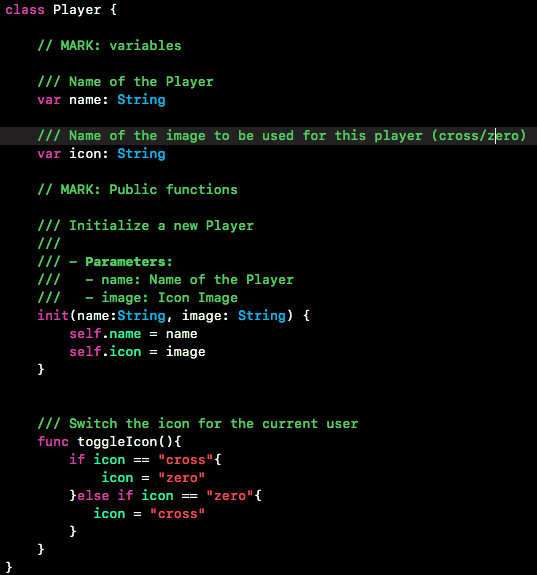 class Player {
// MARK: variables
/// Name of the Player
var name: String
/// Name of the image to be used for this player (cross/zero)
var icon: String
// MARK: Public functions
/// Initialize a new Player
///
/// - Parameters:
///   - name: Name of the Player
///   - image: Icon Image
init(name:String, image: String) {
self.name = name
self.icon = image
}
/// Switch the icon for the current user
func toggleIcon(){
if icon == "cross"{
icon = "zero"
}else if icon == "zero"{
icon = "cross"
}
}
}